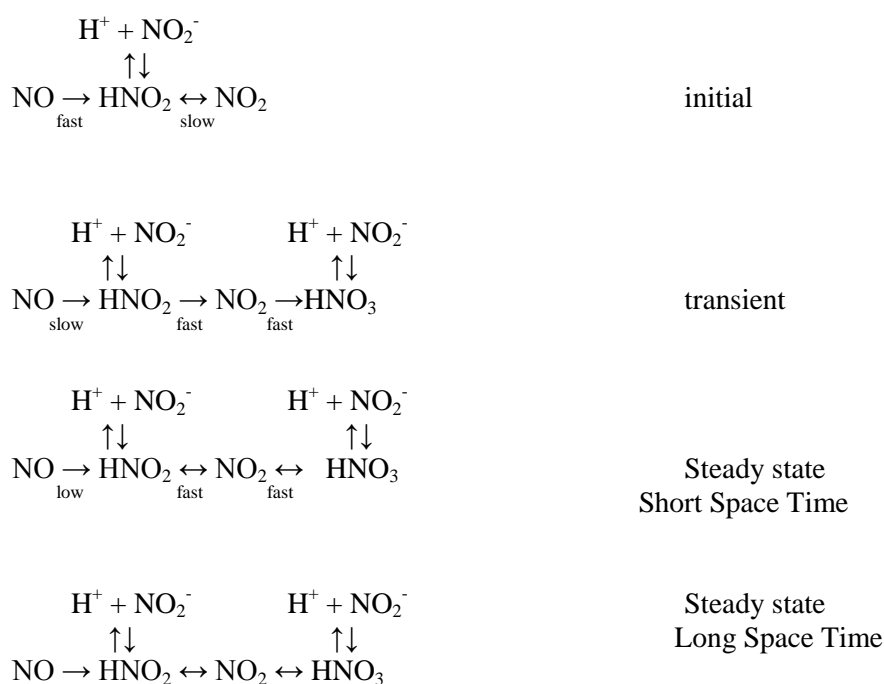 H⁺ + NO₂⁻
↑↓
NO → HNO₂ ↔ NO₂ initial
fast slow
H⁺ + NO₂⁻ H⁺ + NO₂⁻
↑↓ ↑↓
NO → HNO₂ → NO₂ → HNO₃ transient
slow fast fast
H⁺ + NO₂⁻ H⁺ + NO₂⁻
↑↓ ↑↓
NO → HNO₂ ↔ NO₂ ↔ HNO₃ Steady state
low fast fast Short Space Time
H⁺ + NO₂⁻ H⁺ + NO₂⁻ Steady state
↑↓ ↑↓ Long Space Time
NO → HNO₂ ↔ NO₂ ↔ HNO₃